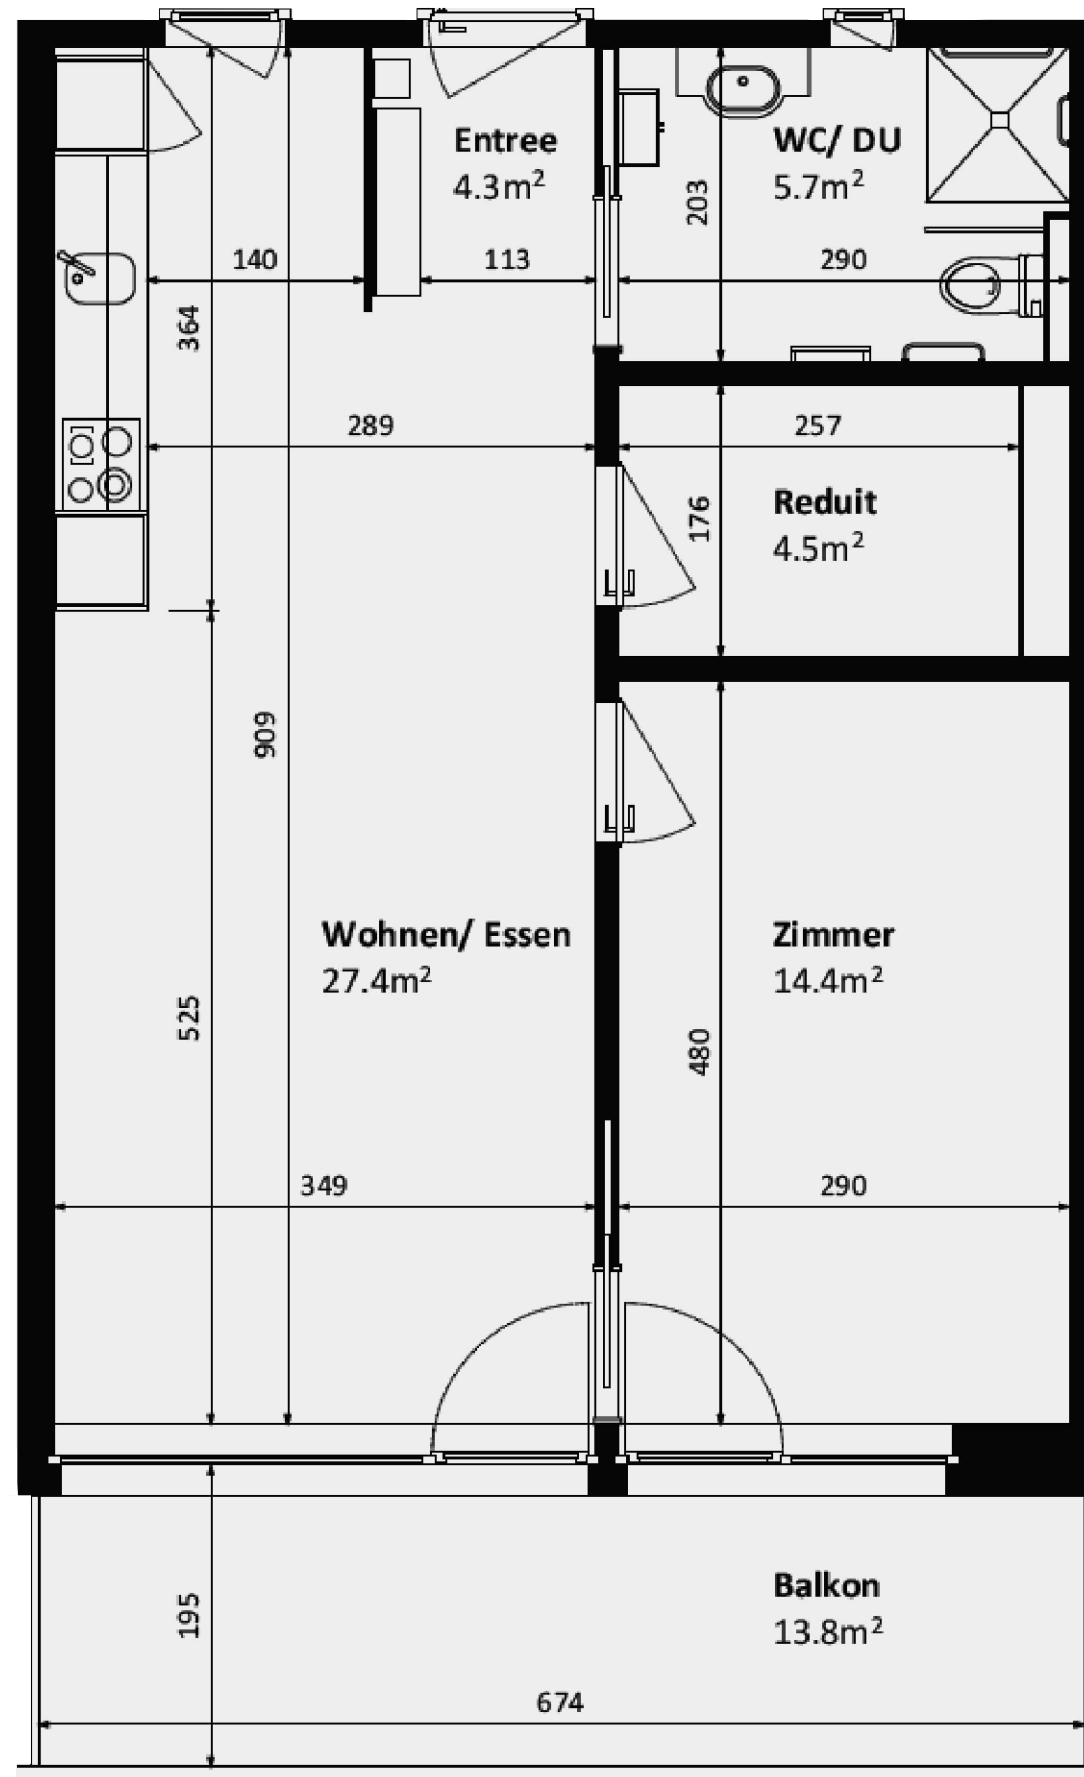 Entree
4.3m²
WC/ DU
5.7m²
203
140
113
290
364
289
257
Reduit
4.5m²
176
909
Wohnen/ Essen
27.4m²
Zimmer
14.4m²
525
480
349
290
Balkon
13.8m²
195
674